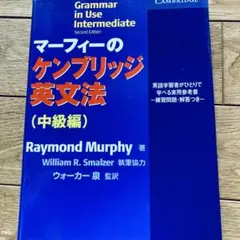 CAMBRIDGE
Grammar
in Use
Intermediate
Second Edition
マーフィーの
ケンブリッジ
英文法
(中級編)
英語学習者がひとりで
学べる実用参考書
—練習問題・解答つき—
Raymond Murphy 著
William R. Smalzer 執筆協力
ウォーカー 泉 監訳